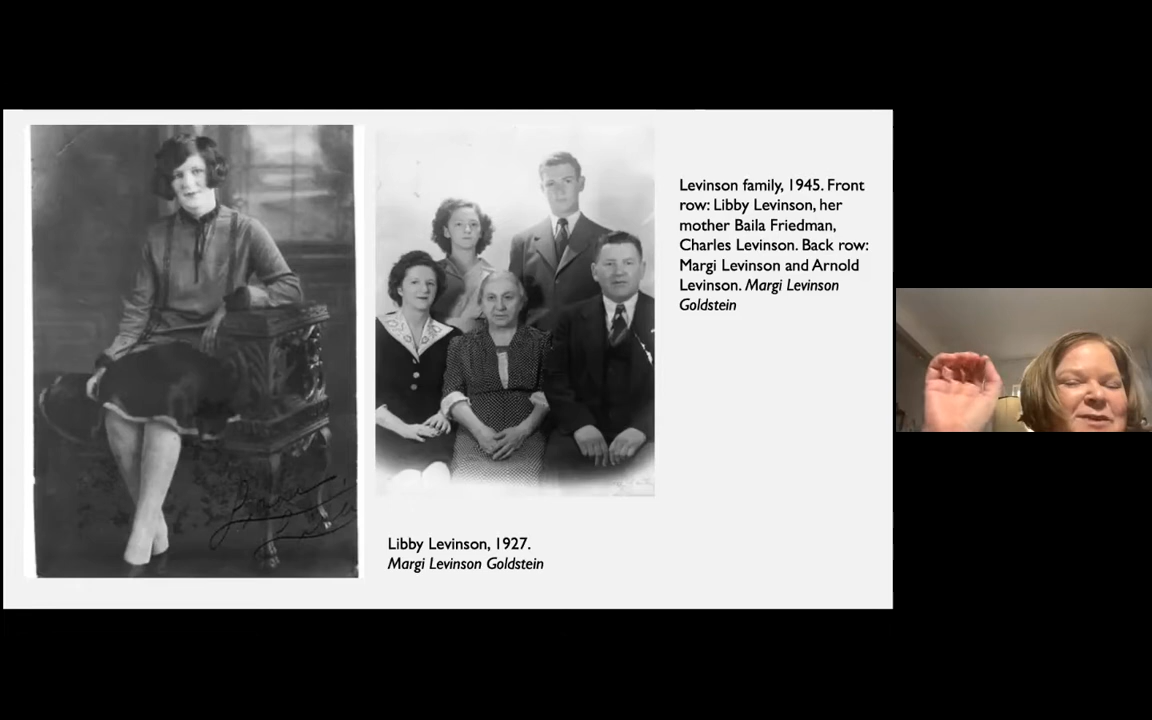 Levinson family, 1945. Front
row: Libby Levinson, her
mother Baila Friedman,
Charles Levinson. Back row:
Margi Levinson and Arnold
Levinson. Margi Levinson
Goldstein
Libby Levinson, 1927.
Margi Levinson Goldstein